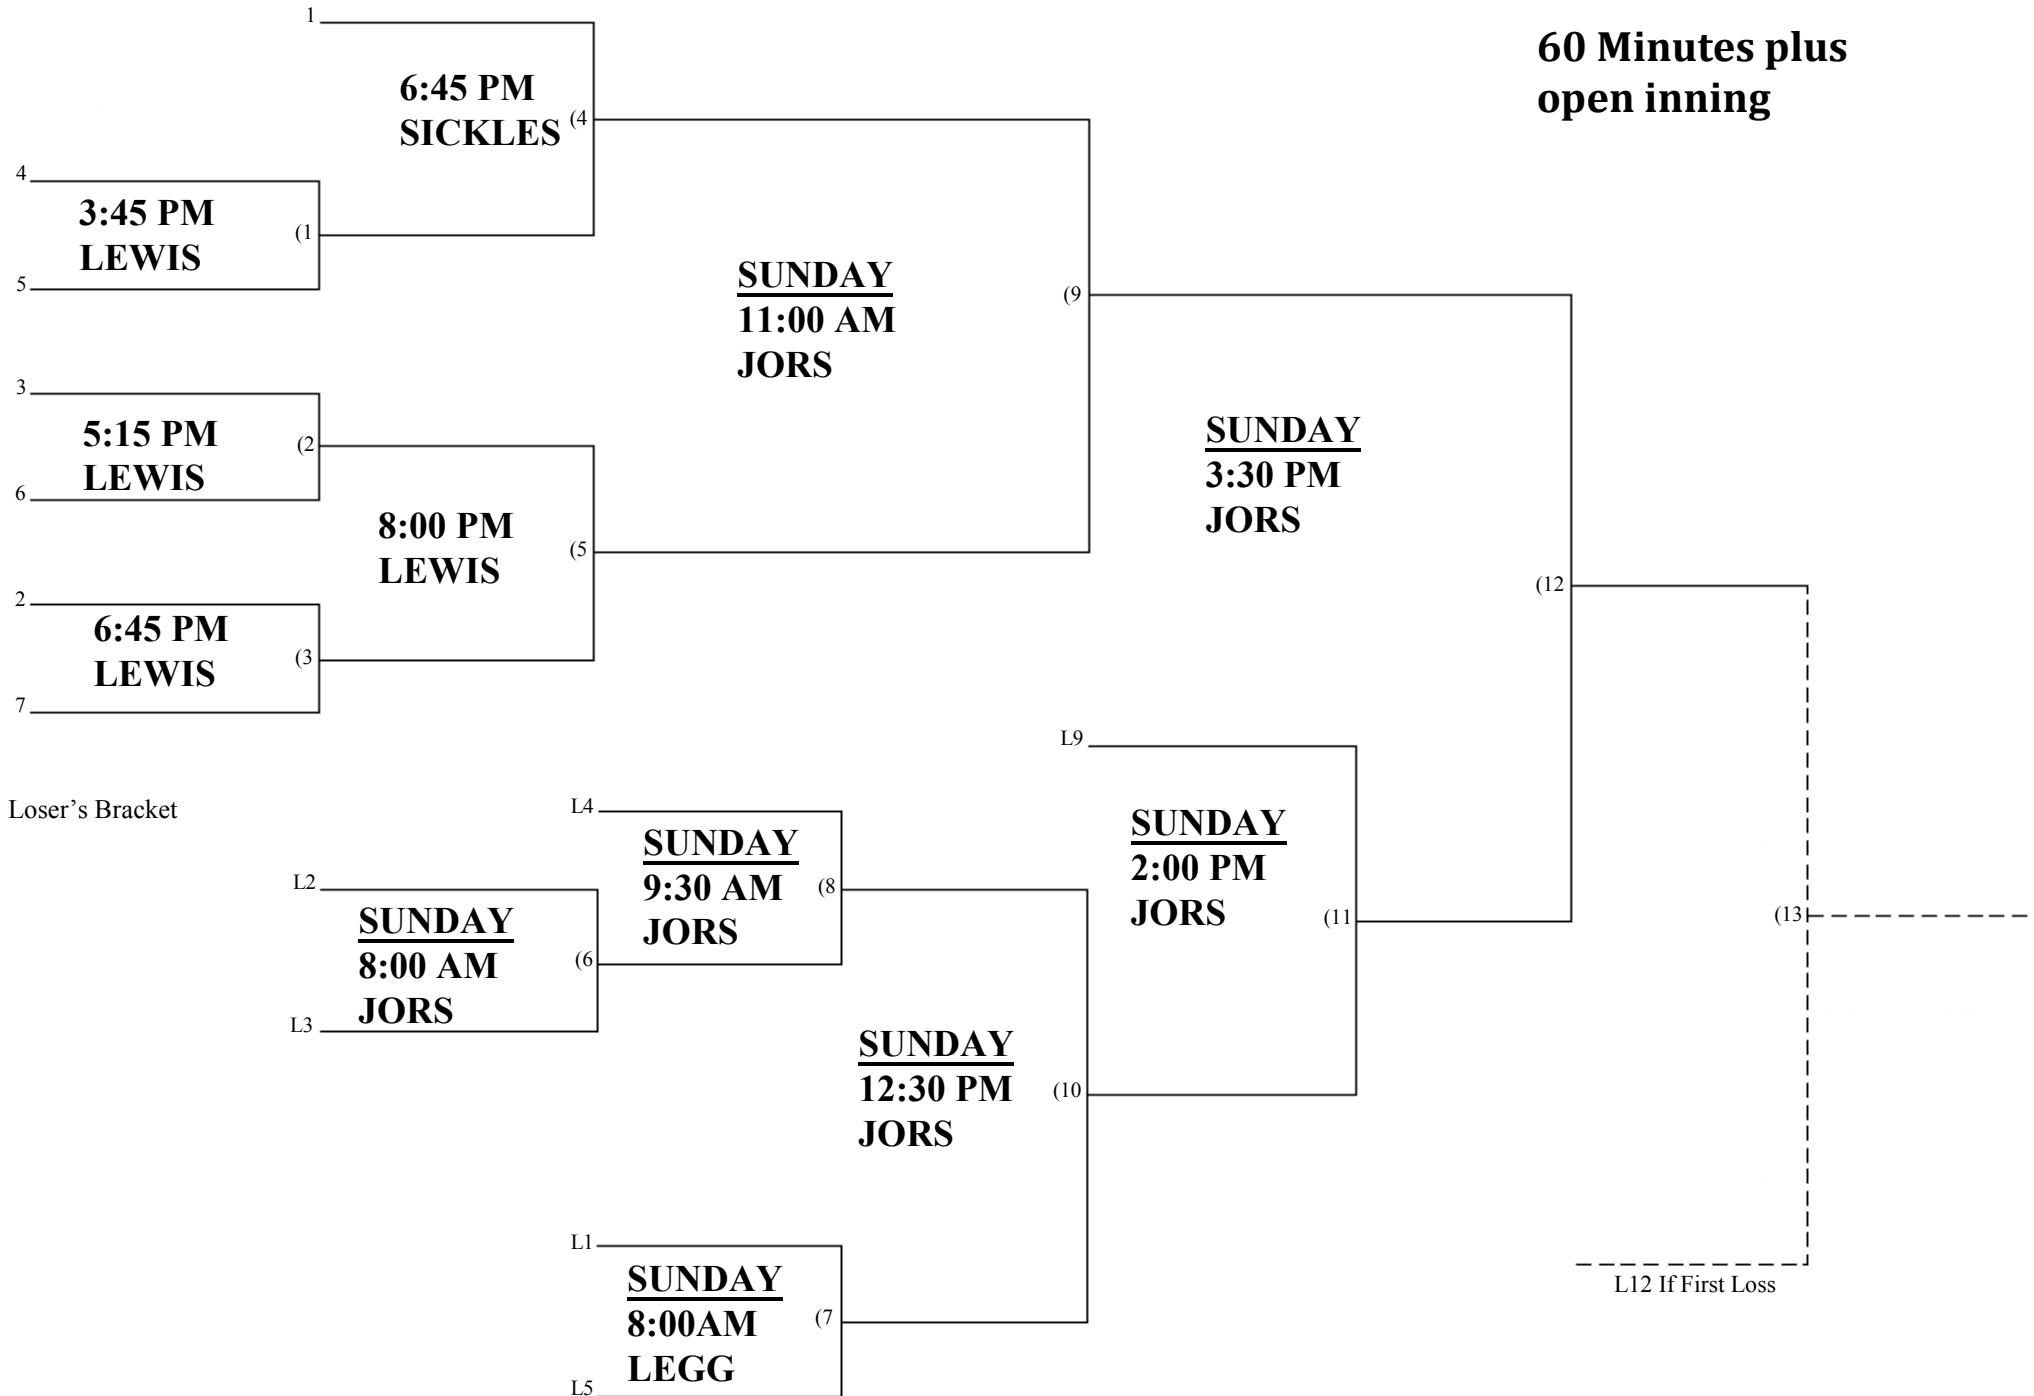 1
60 Minutes plus
open inning
6:45 PM
SICKLES
(4
4
3:45 PM
LEWIS
(1
5
SUNDAY
11:00 AM
JORS
(9
3
5:15 PM
LEWIS
(2
6
SUNDAY
3:30 PM
JORS
(12
8:00 PM
LEWIS
(5
2
6:45 PM
LEWIS
(3
7
Loser’s Bracket
L9
SUNDAY
2:00 PM
JORS
(11
L4
SUNDAY
9:30 AM
JORS
(8
L2
SUNDAY
8:00 AM
JORS
(6
L3
(13
SUNDAY
12:30 PM
JORS
(10
L1
SUNDAY
8:00AM
LEGG
(7
L5
L12 If First Loss